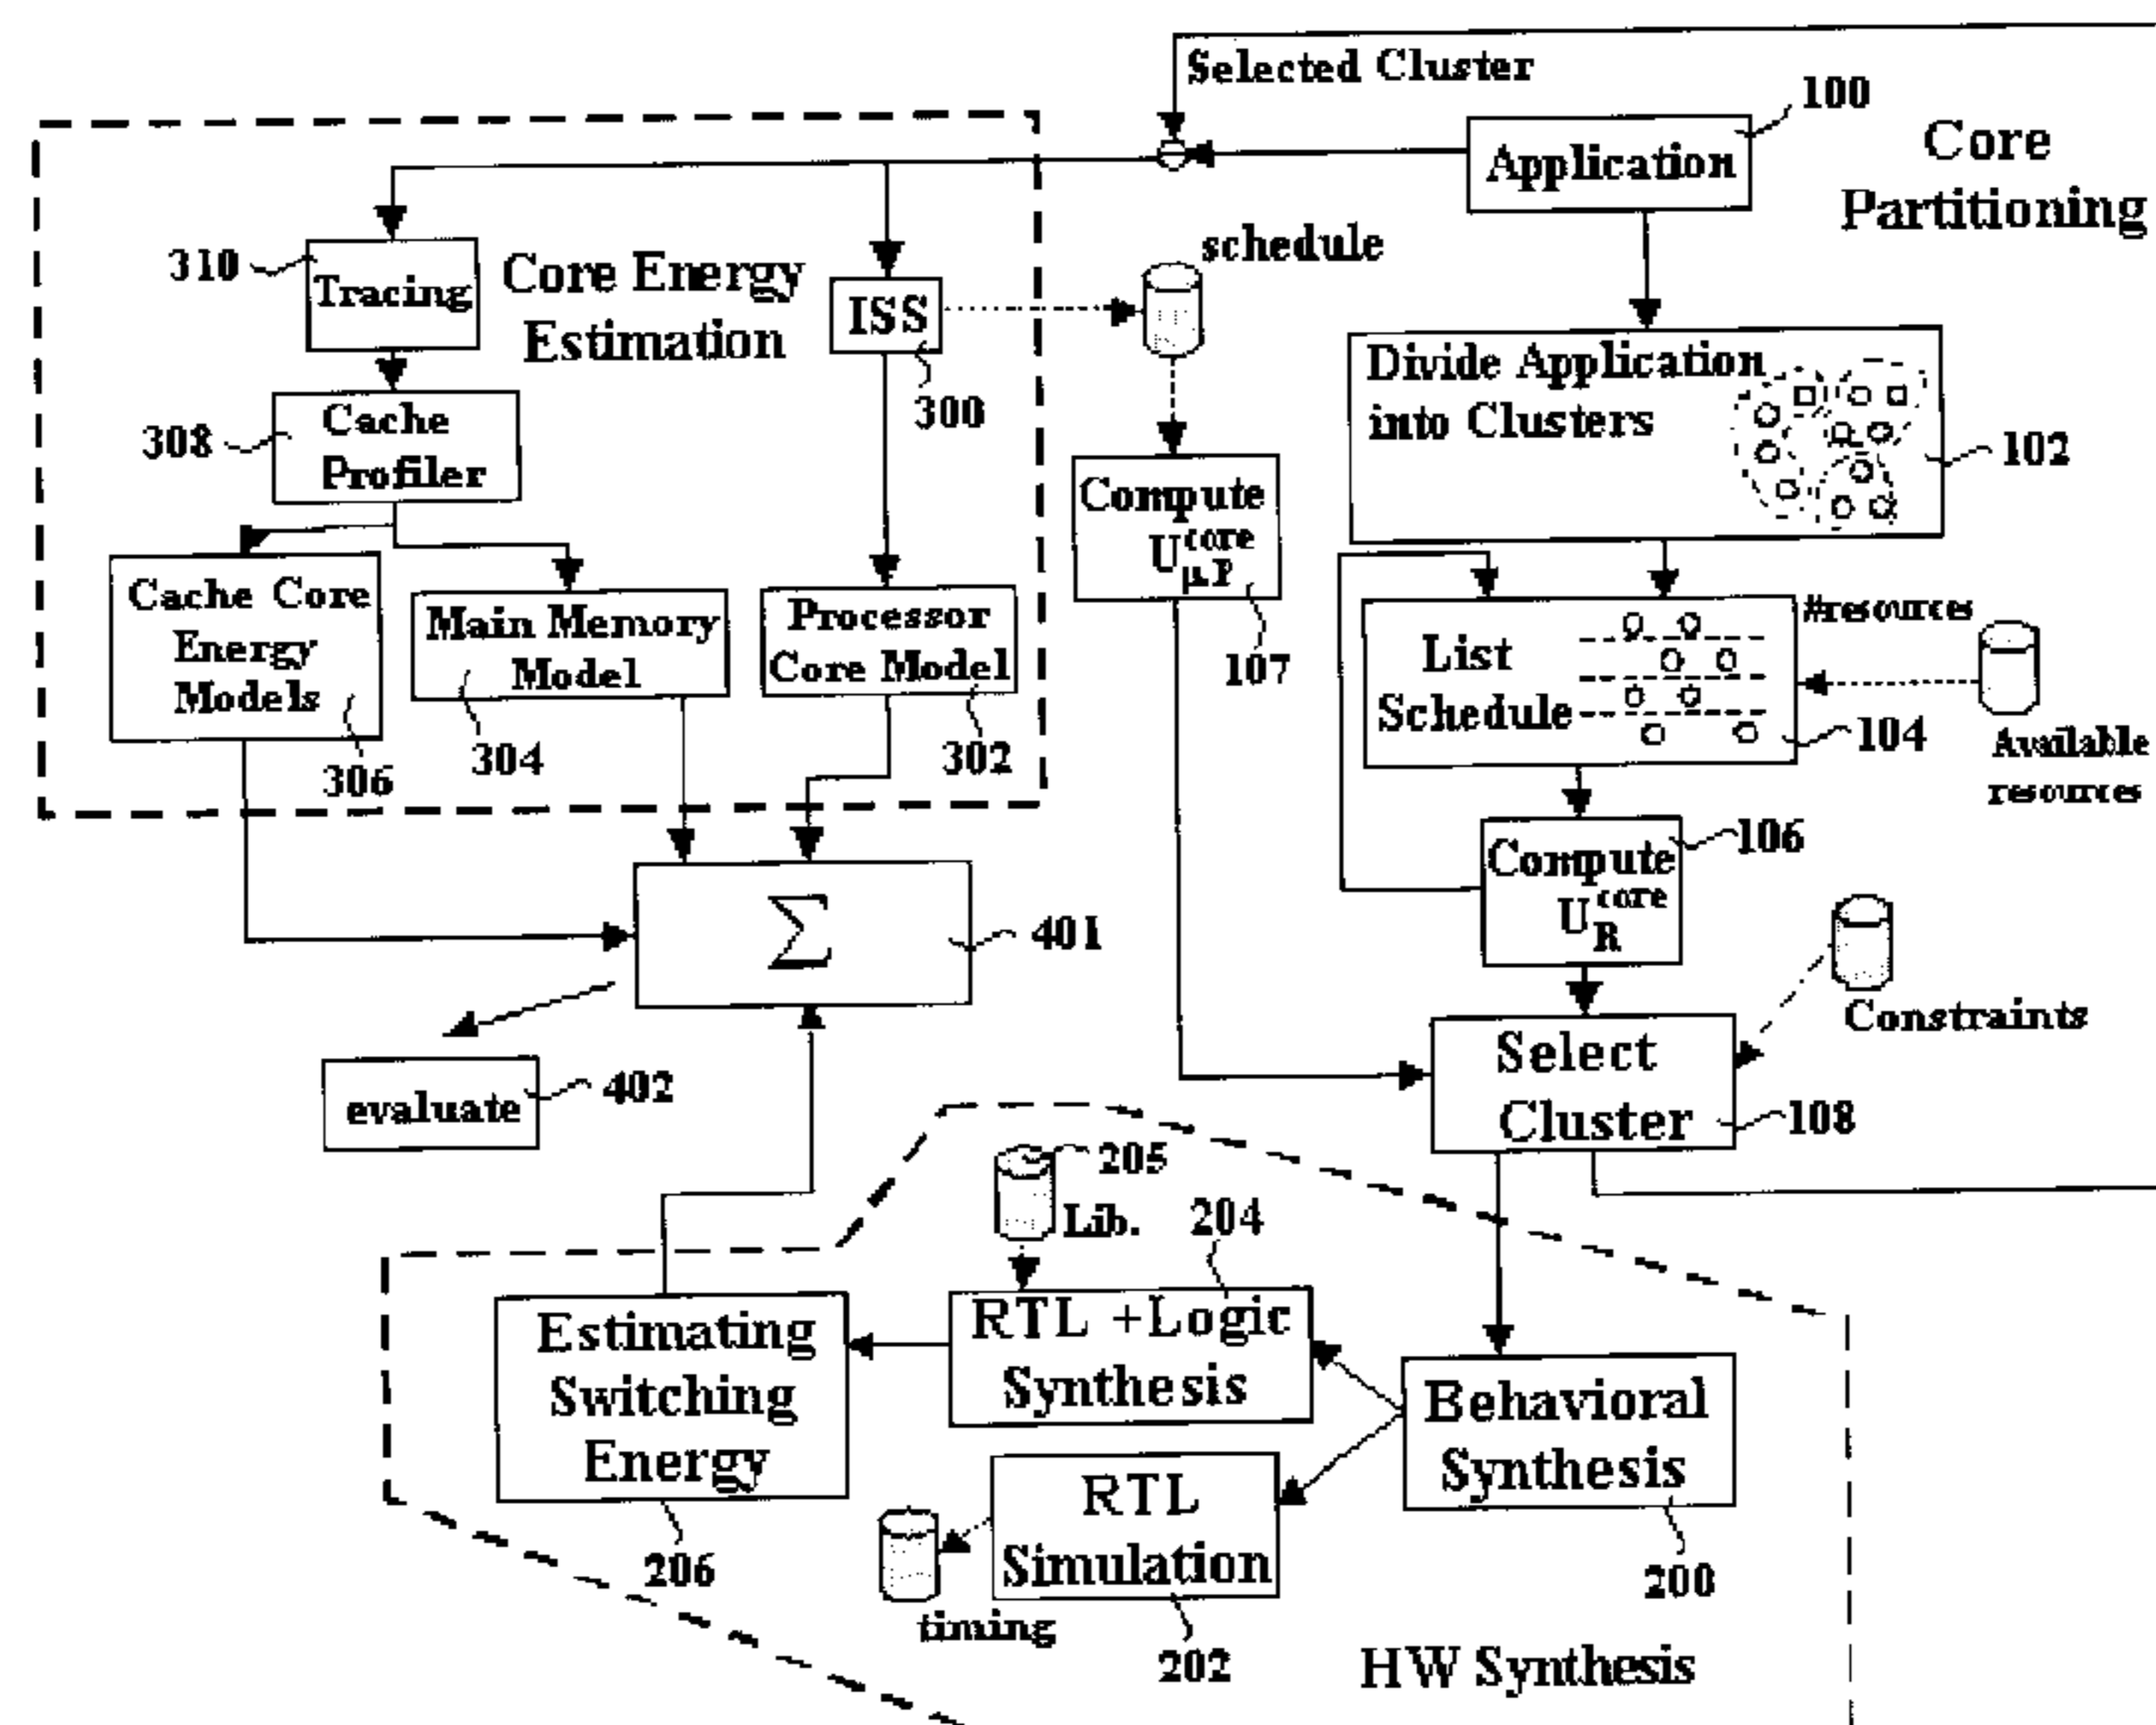 Selected Cluster
100
Application
Core
Partitioning
schedule
310
Tracing
Core Energy
Estimation
ISS
300
Divide Application
into Clusters
102
308
Cache
Profiler
Compute
U core μP
107
Cache Core
Energy
Models
306
Main Memory
Model
304
Processor
Core Model
302
List
Schedule
#resources
104
Available
resources
106
Compute
U core R
Σ
401
Constraints
evaluate
402
Select
Cluster
108
205
Lib.
204
Estimating
Switching
Energy
206
RTL +Logic
Synthesis
Behavioral
Synthesis
200
RTL
Simulation
202
timing
HW Synthesis